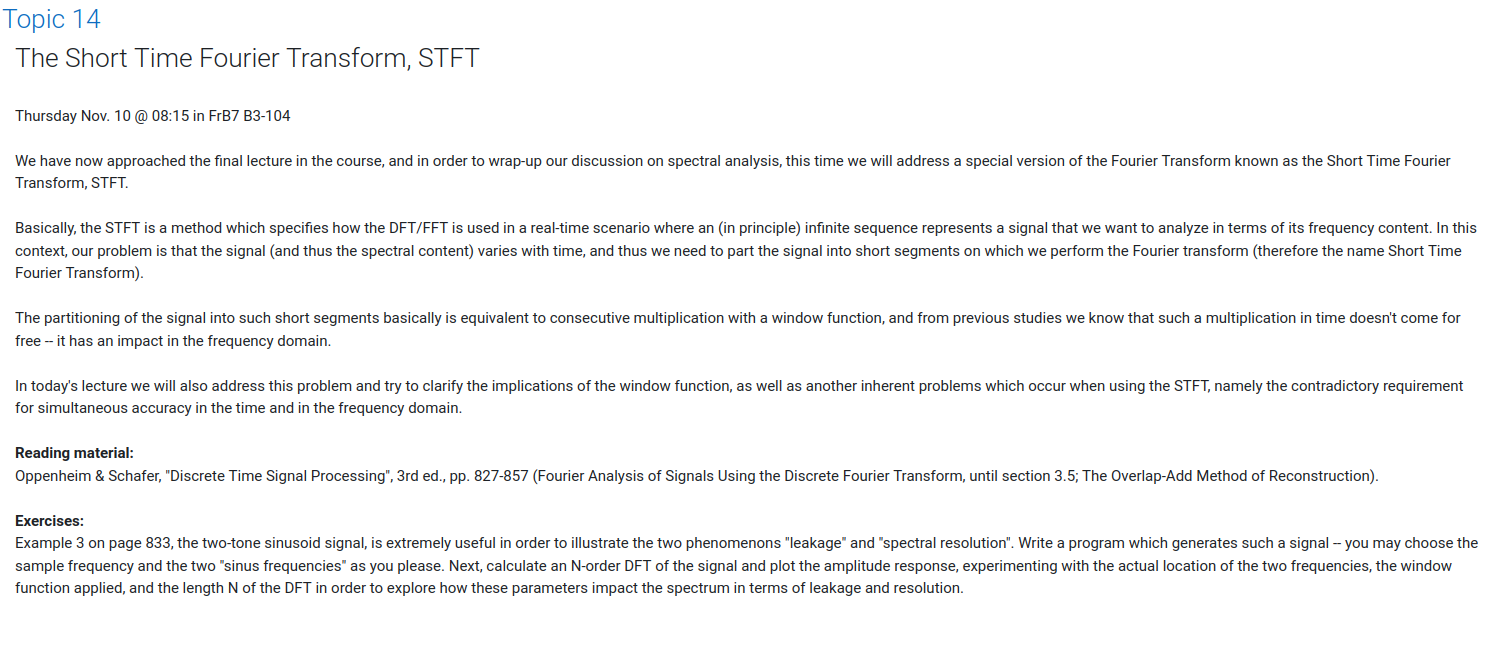 Topic 14
The Short Time Fourier Transform, STFT
Thursday Nov. 10 @ 08:15 in FrB7 B3-104
We have now approached the final lecture in the course, and in order to wrap-up our discussion on spectral analysis, this time we will address a special version of the Fourier Transform known as the Short Time Fourier
Transform, STFT.
Basically, the STFT is a method which specifies how the DFT/FFT is used in a real-time scenario where an (in principle) infinite sequence represents a signal that we want to analyze in terms of its frequency content. In this
context, our problem is that the signal (and thus the spectral content) varies with time, and thus we need to part the signal into short segments on which we perform the Fourier transform (therefore the name Short Time
Fourier Transform).
The partitioning of the signal into such short segments basically is equivalent to consecutive multiplication with a window function, and from previous studies we know that such a multiplication in time doesn't come for
free -- it has an impact in the frequency domain.
In today's lecture we will also address this problem and try to clarify the implications of the window function, as well as another inherent problems which occur when using the STFT, namely the contradictory requirement
for simultaneous accuracy in the time and in the frequency domain.
Reading material:
Oppenheim & Schafer, "Discrete Time Signal Processing", 3rd ed., pp. 827-857 (Fourier Analysis of Signals Using the Discrete Fourier Transform, until section 3.5; The Overlap-Add Method of Reconstruction).
Exercises:
Example 3 on page 833, the two-tone sinusoid signal, is extremely useful in order to illustrate the two phenomenons "leakage" and "spectral resolution". Write a program which generates such a signal -- you may choose the
sample frequency and the two "sinus frequencies" as you please. Next, calculate an N-order DFT of the signal and plot the amplitude response, experimenting with the actual location of the two frequencies, the window
function applied, and the length N of the DFT in order to explore how these parameters impact the spectrum in terms of leakage and resolution.